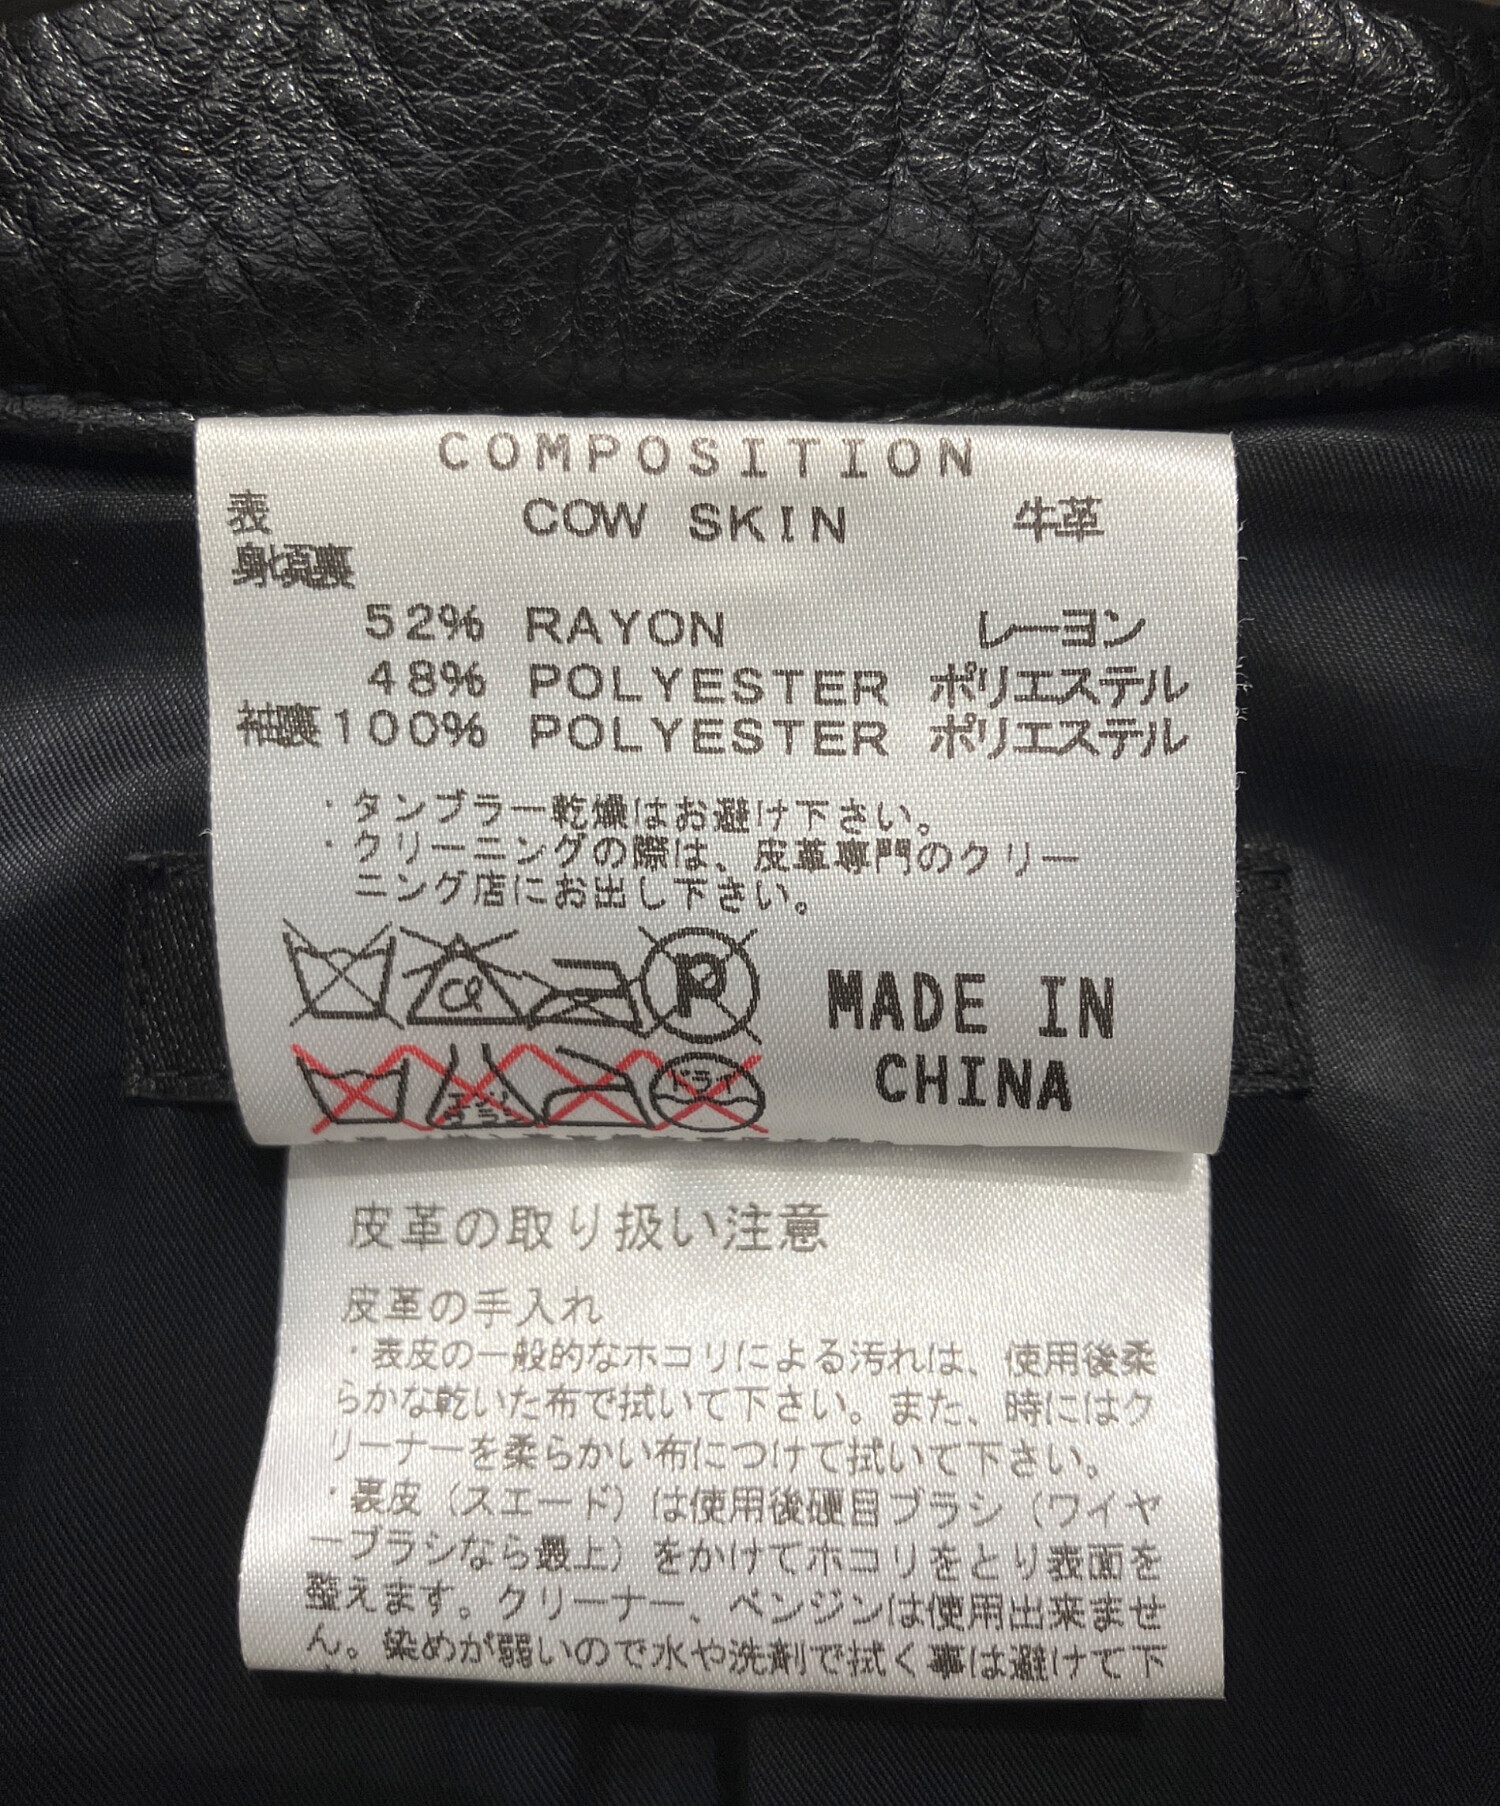 COMPOSITION
表 COW SKIN 牛革
身頃裏
52% RAYON レーヨン
48% POLYESTER ポリエステル
袖裏100% POLYESTER ポリエステル
・タンブラー乾燥はお避け下さい。
・クリーニングの際は、皮革専門のクリー
ニング店にお出し下さい。
P
MADE IN
CHINA
エンソ
サラシ
ドライ
皮革の取り扱い注意
皮革の手入れ
・表皮の一般的なホコリによる汚れは、使用後柔
らかな乾いた布で拭いて下さい。また、時にはク
リーナーを柔らかい布につけて拭いて下さい。
・裏皮（スエード）は使用後硬目ブラシ（ワイヤ
ーブラシなら最上）をかけてホコリをとり表面を
整えます。クリーナー、ベンジンは使用出来ませ
ん。染めが弱いので水や洗剤で拭く事は避けて下